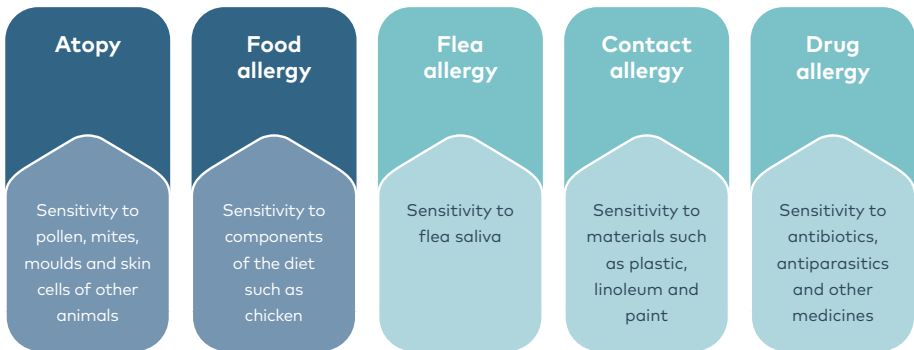 Atopy
Sensitivity to
pollen, mites,
moulds and skin
cells of other
animals
Food
allergy
Sensitivity to
components
of the diet
such as
chicken
Flea
allergy
Sensitivity to
flea saliva
Contact
allergy
Sensitivity to
materials such
as plastic,
linoleum and
paint
Drug
allergy
Sensitivity to
antibiotics,
antiparasitics
and other
medicines